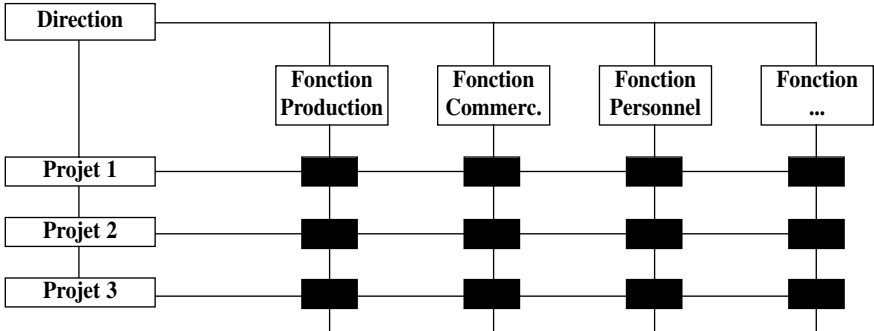 Direction
Fonction
Production
Fonction
Commerc.
Fonction
Personnel
Fonction
...
Projet 1
Projet 2
Projet 3